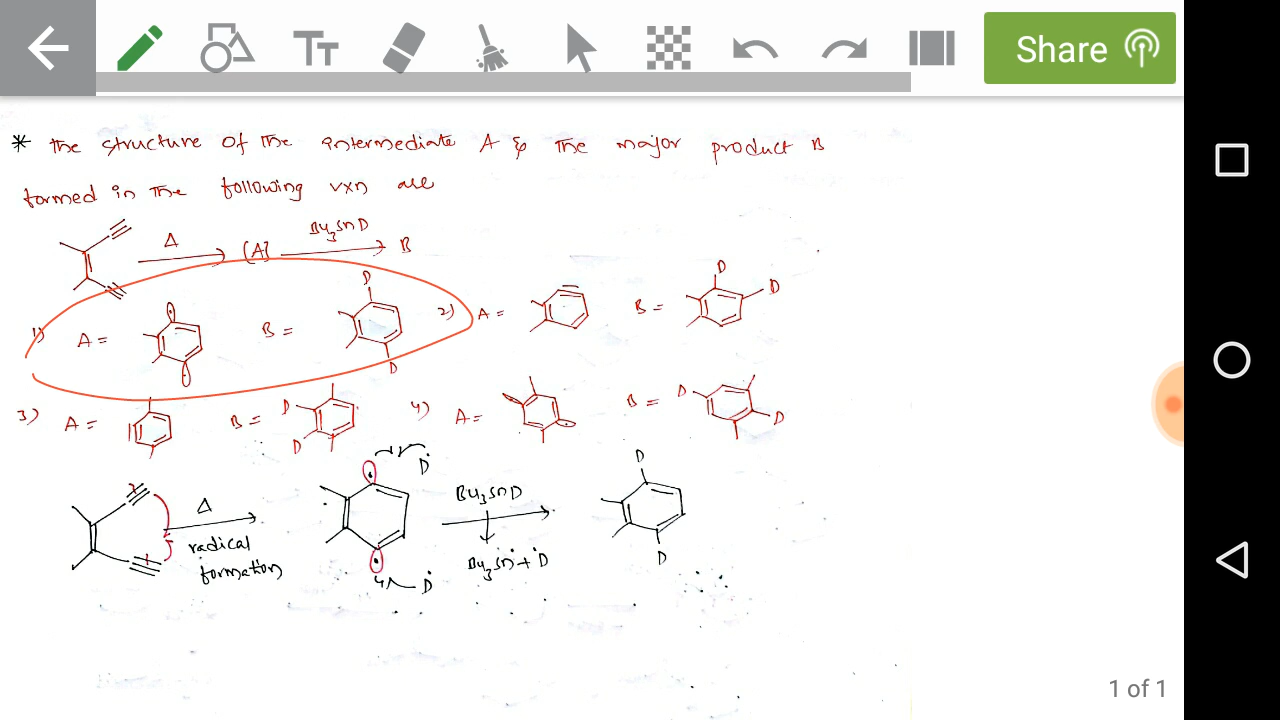 Share
* the structure of the intermediate A & the major product B
formed in the following rxn are
Δ [A] Bu3SnD B
1) A = B = D D 2) A = B = D D
3) A = B = D D 4) A = B = D D
Δ
radical
formation
D
D
Bu3SnD
Bu3Sn + D
D
D
1 of 1